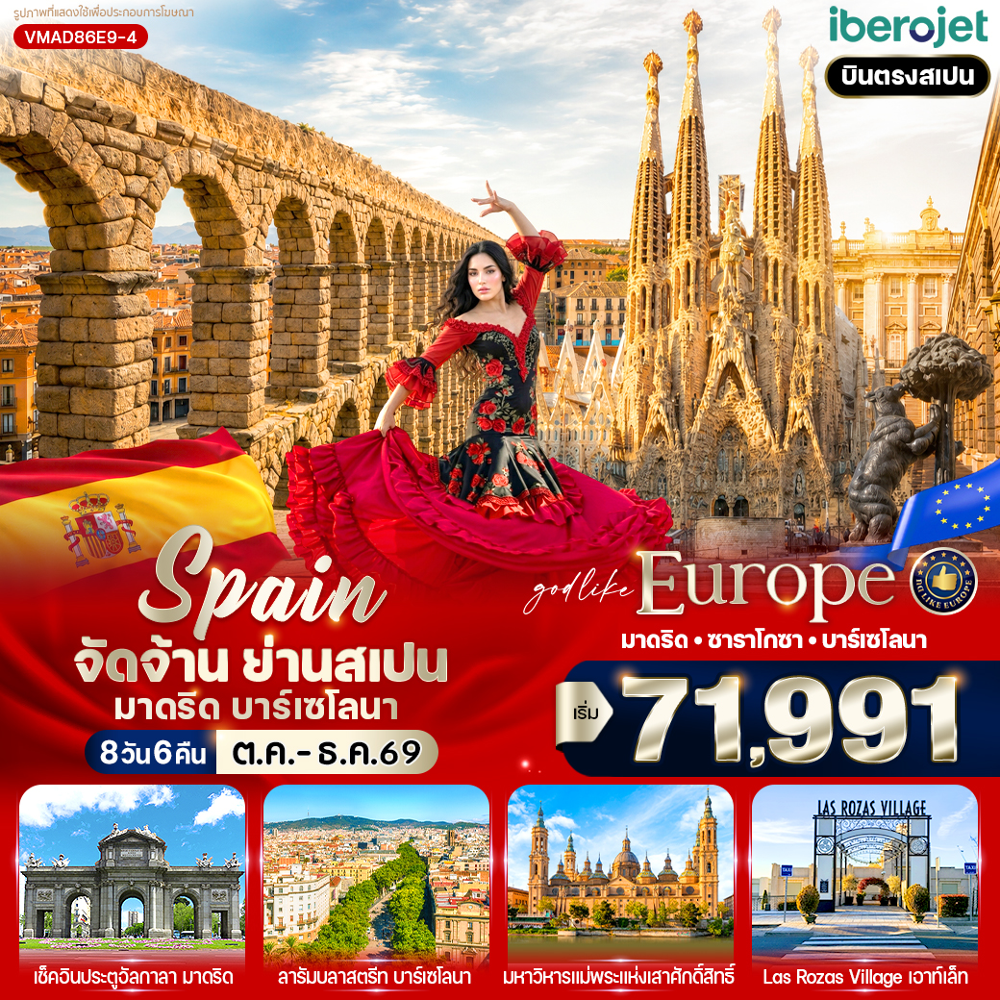 รูปภาพที่แสดงใช้เพื่อประกอบการโฆษณา
VMAD86E9-4
iberojet
บินตรงสเปน
Spain
จัดจ้าน ย่านสเปน
มาดริด บาร์เซโลนา
8วัน6คืน ต.ค.- ธ.ค.69
godlike Europe
GODLIKE EUROPE
มาดริด • ซาราโกซา • บาร์เซโลนา
เริ่ม 71,991
LAS ROZAS VILLAGE
TAXI
TAXI
เช็คอินประตูอัลกาลา มาดริด
ลารัมบลาสตรีท บาร์เซโลนา
มหาวิหารแม่พระแห่งเสาศักดิ์สิทธิ์
Las Rozas Village เอาท์เล็ท